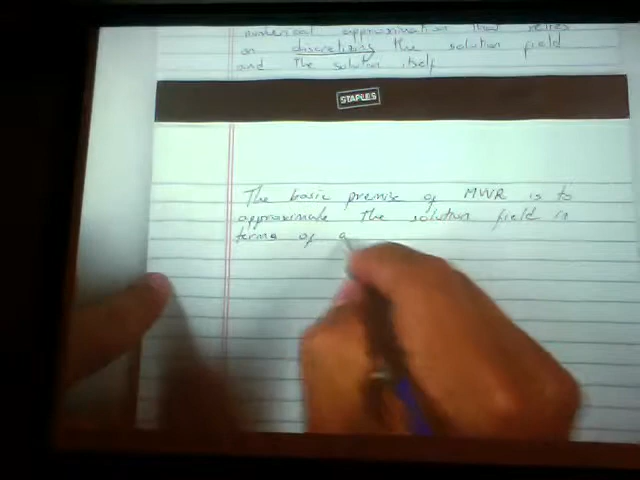 numerical approximation that relies
on discretizing the solution field
and the solution itself
STAPLES
The basic premise of MWR is to
approximate the solution field in
terms of a